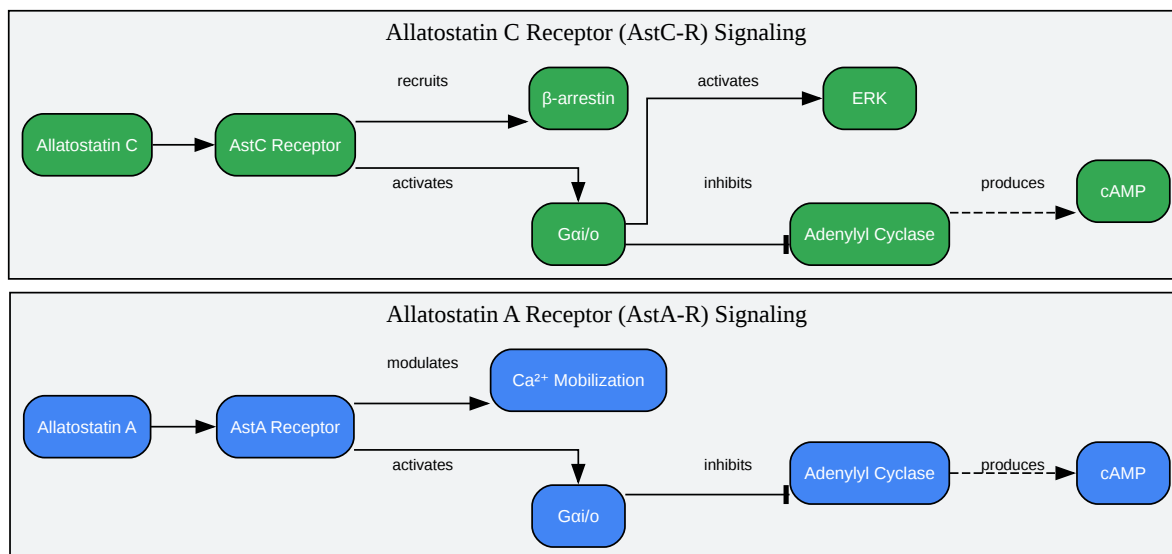 Allatostatin C Receptor (AstC-R) Signaling
recruits
activates
β-arrestin
ERK
Allatostatin C
AstC Receptor
activates
inhibits
produces
cAMP
Gαi/o
Adenylyl Cyclase
Allatostatin A Receptor (AstA-R) Signaling
modulates
Ca²⁺ Mobilization
Allatostatin A
AstA Receptor
activates
inhibits
Adenylyl Cyclase
produces
cAMP
Gαi/o